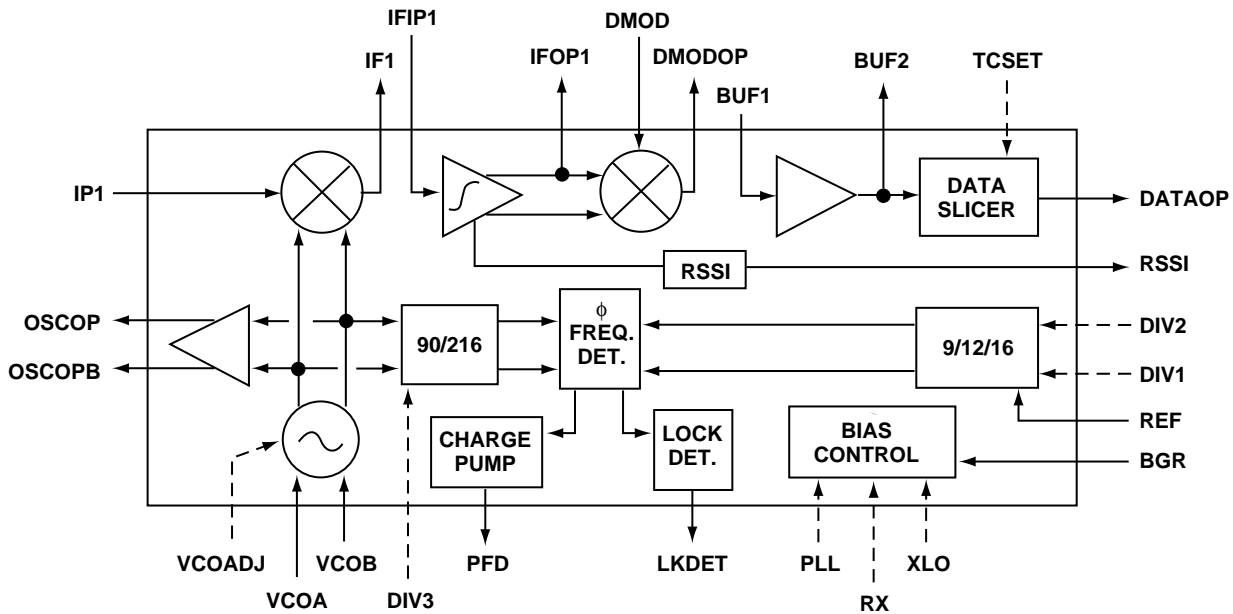 IFIP1
DMOD
IF1
IFOP1
DMODOP
BUF1
BUF2
TCSET
IP1
DATA
SLICER
DATAOP
RSSI
RSSI
OSCOP
OSCOPB
90/216
ϕ
FREQ.
DET.
9/12/16
DIV2
DIV1
REF
BGR
CHARGE
PUMP
LOCK
DET.
BIAS
CONTROL
VCOADJ
VCOA
VCOB
DIV3
PFD
LKDET
PLL
RX
XLO